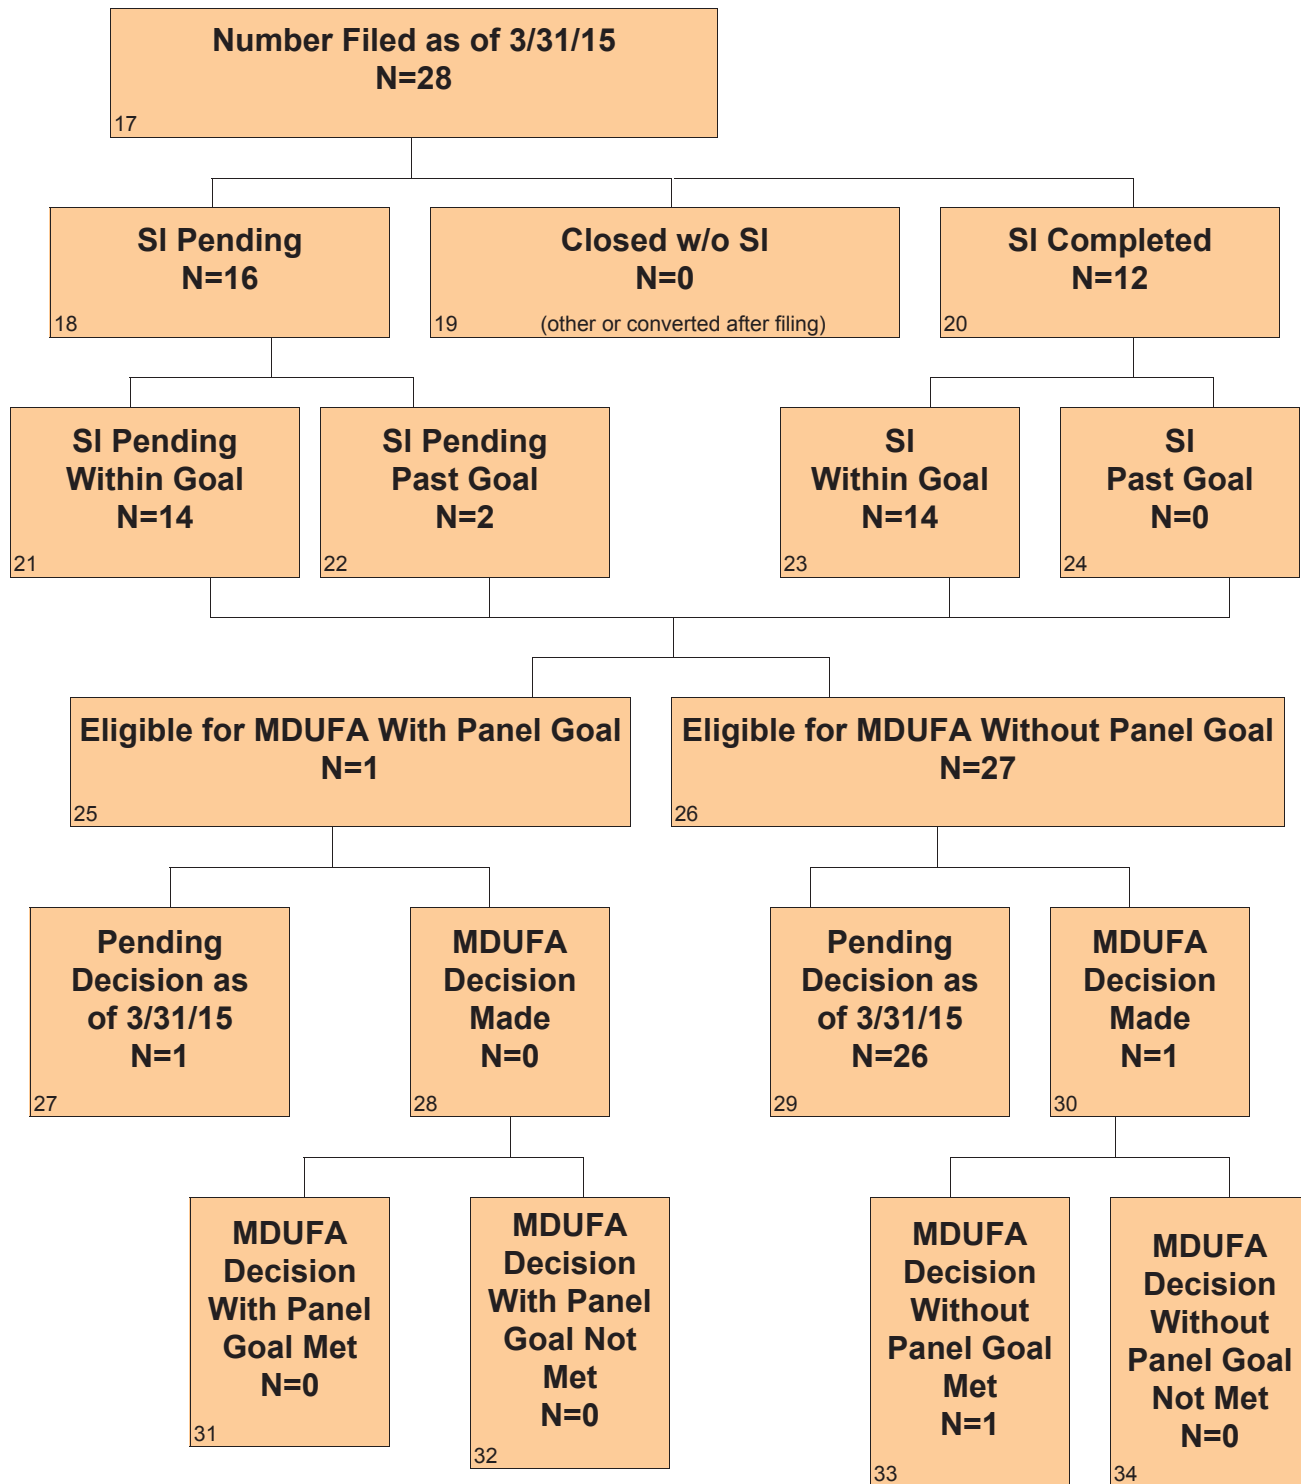 Number Filed as of 3/31/15
N=28
17
SI Pending
N=16
18
Closed w/o SI
N=0
19 (other or converted after filing)
SI Completed
N=12
20
SI Pending
Within Goal
N=14
21
SI Pending
Past Goal
N=2
22
SI
Within Goal
N=14
23
SI
Past Goal
N=0
24
Eligible for MDUFA With Panel Goal
N=1
25
Eligible for MDUFA Without Panel Goal
N=27
26
Pending
Decision as
of 3/31/15
N=1
27
MDUFA
Decision
Made
N=0
28
Pending
Decision as
of 3/31/15
N=26
29
MDUFA
Decision
Made
N=1
30
MDUFA
Decision
With Panel
Goal Met
N=0
31
MDUFA
Decision
With Panel
Goal Not
Met
N=0
32
MDUFA
Decision
Without
Panel Goal
Met
N=1
33
MDUFA
Decision
Without
Panel Goal
Not Met
N=0
34